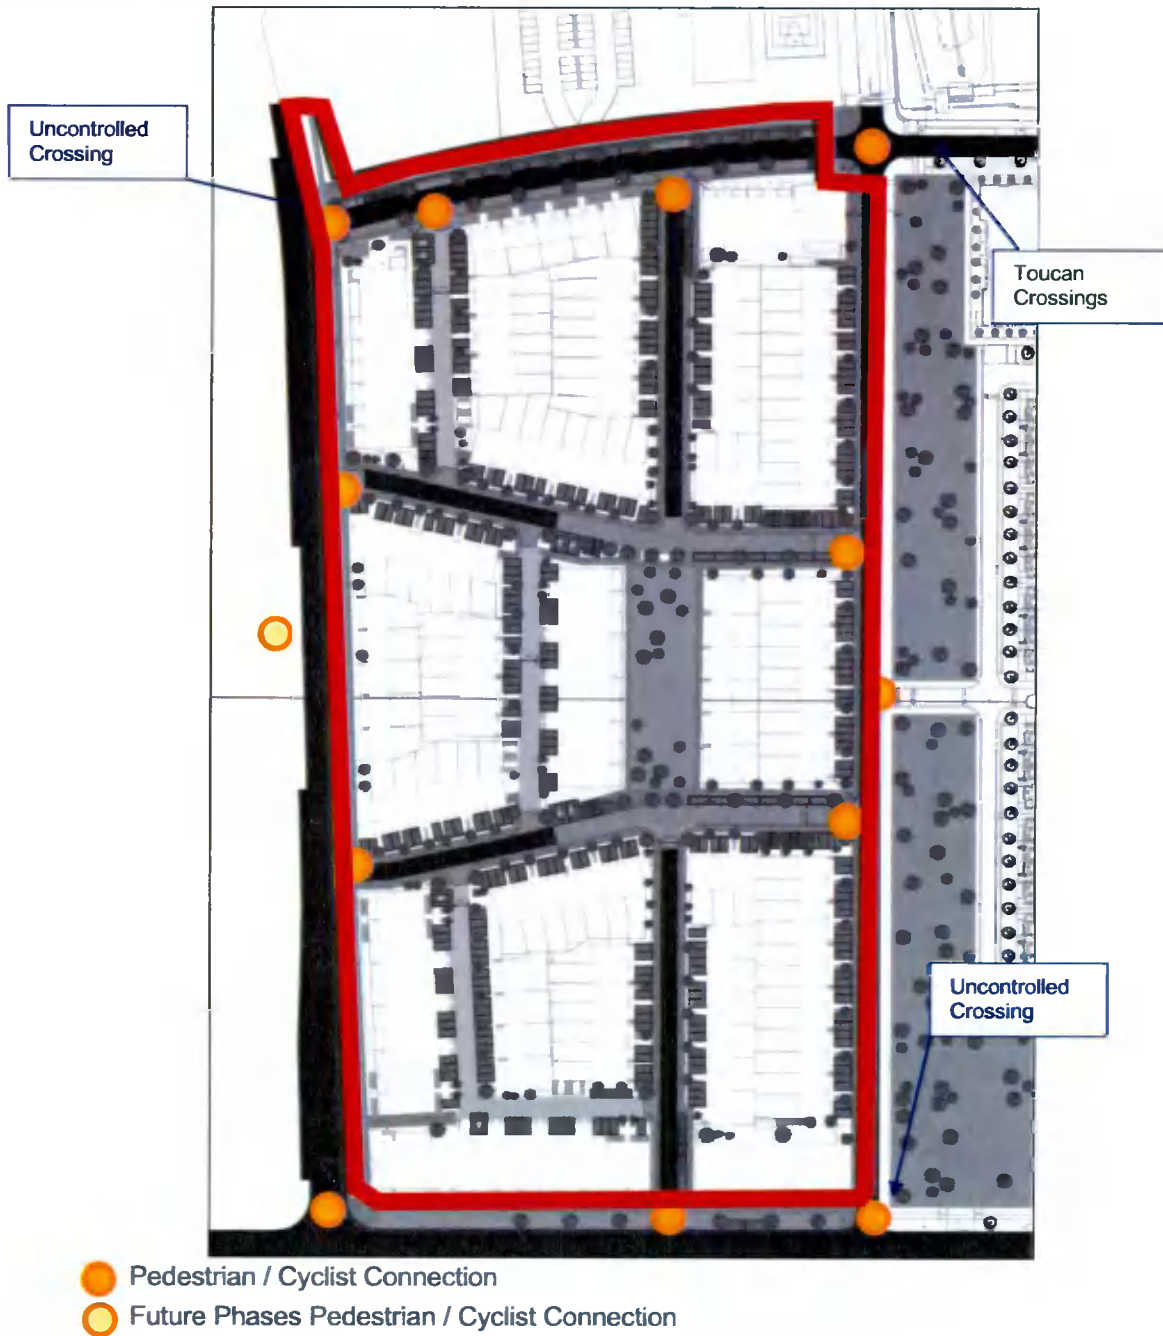 Uncontrolled
Crossing
Toucan
Crossings
Uncontrolled
Crossing
Pedestrian / Cyclist Connection
Future Phases Pedestrian / Cyclist Connection